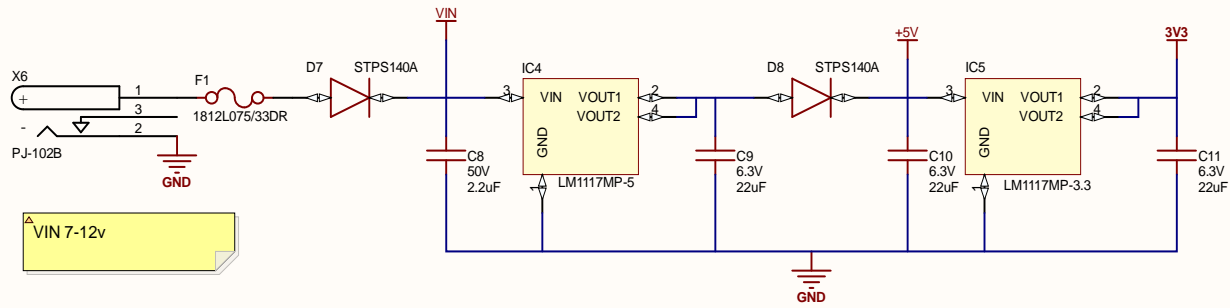 VIN
+5V
3V3
X6
F1
D7
STPS140A
IC4
D8
STPS140A
IC5
+
1
3
2
-
PJ-102B
1812L075/33DR
GND
3
VIN
VOUT1
VOUT2
GND
2
4
1
LM1117MP-5
C8
50V
2.2uF
C9
6.3V
22uF
C10
6.3V
22uF
3
VIN
VOUT1
VOUT2
GND
2
4
1
LM1117MP-3.3
C11
6.3V
22uF
VIN 7-12v
GND